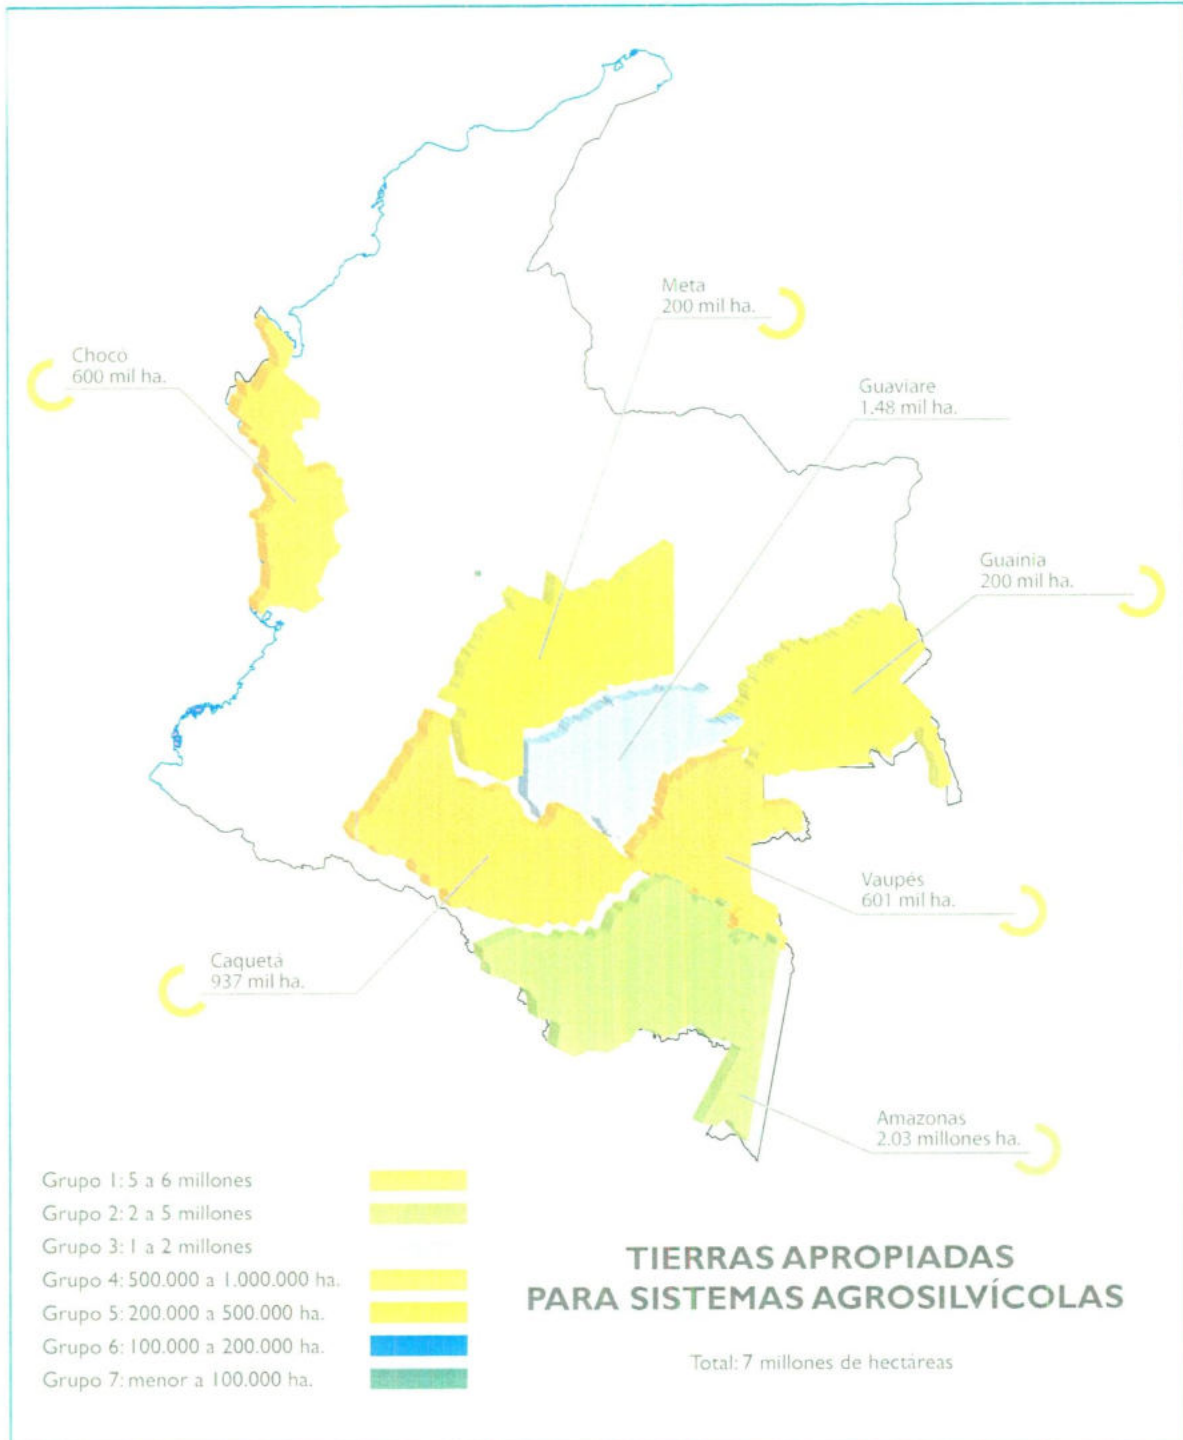 Meta
200 mil ha.
Chocó
600 mil ha.
Guaviare
1.48 mil ha.
Guainía
200 mil ha.
Vaupés
601 mil ha.
Caquetá
937 mil ha.
Amazonas
2.03 millones ha.
Grupo 1: 5 a 6 millones
Grupo 2: 2 a 5 millones
Grupo 3: 1 a 2 millones
Grupo 4: 500.000 a 1.000.000 ha.
Grupo 5: 200.000 a 500.000 ha.
Grupo 6: 100.000 a 200.000 ha.
Grupo 7: menor a 100.000 ha.
TIERRAS APROPIADAS
PARA SISTEMAS AGROSILVÍCOLAS
Total: 7 millones de hectáreas